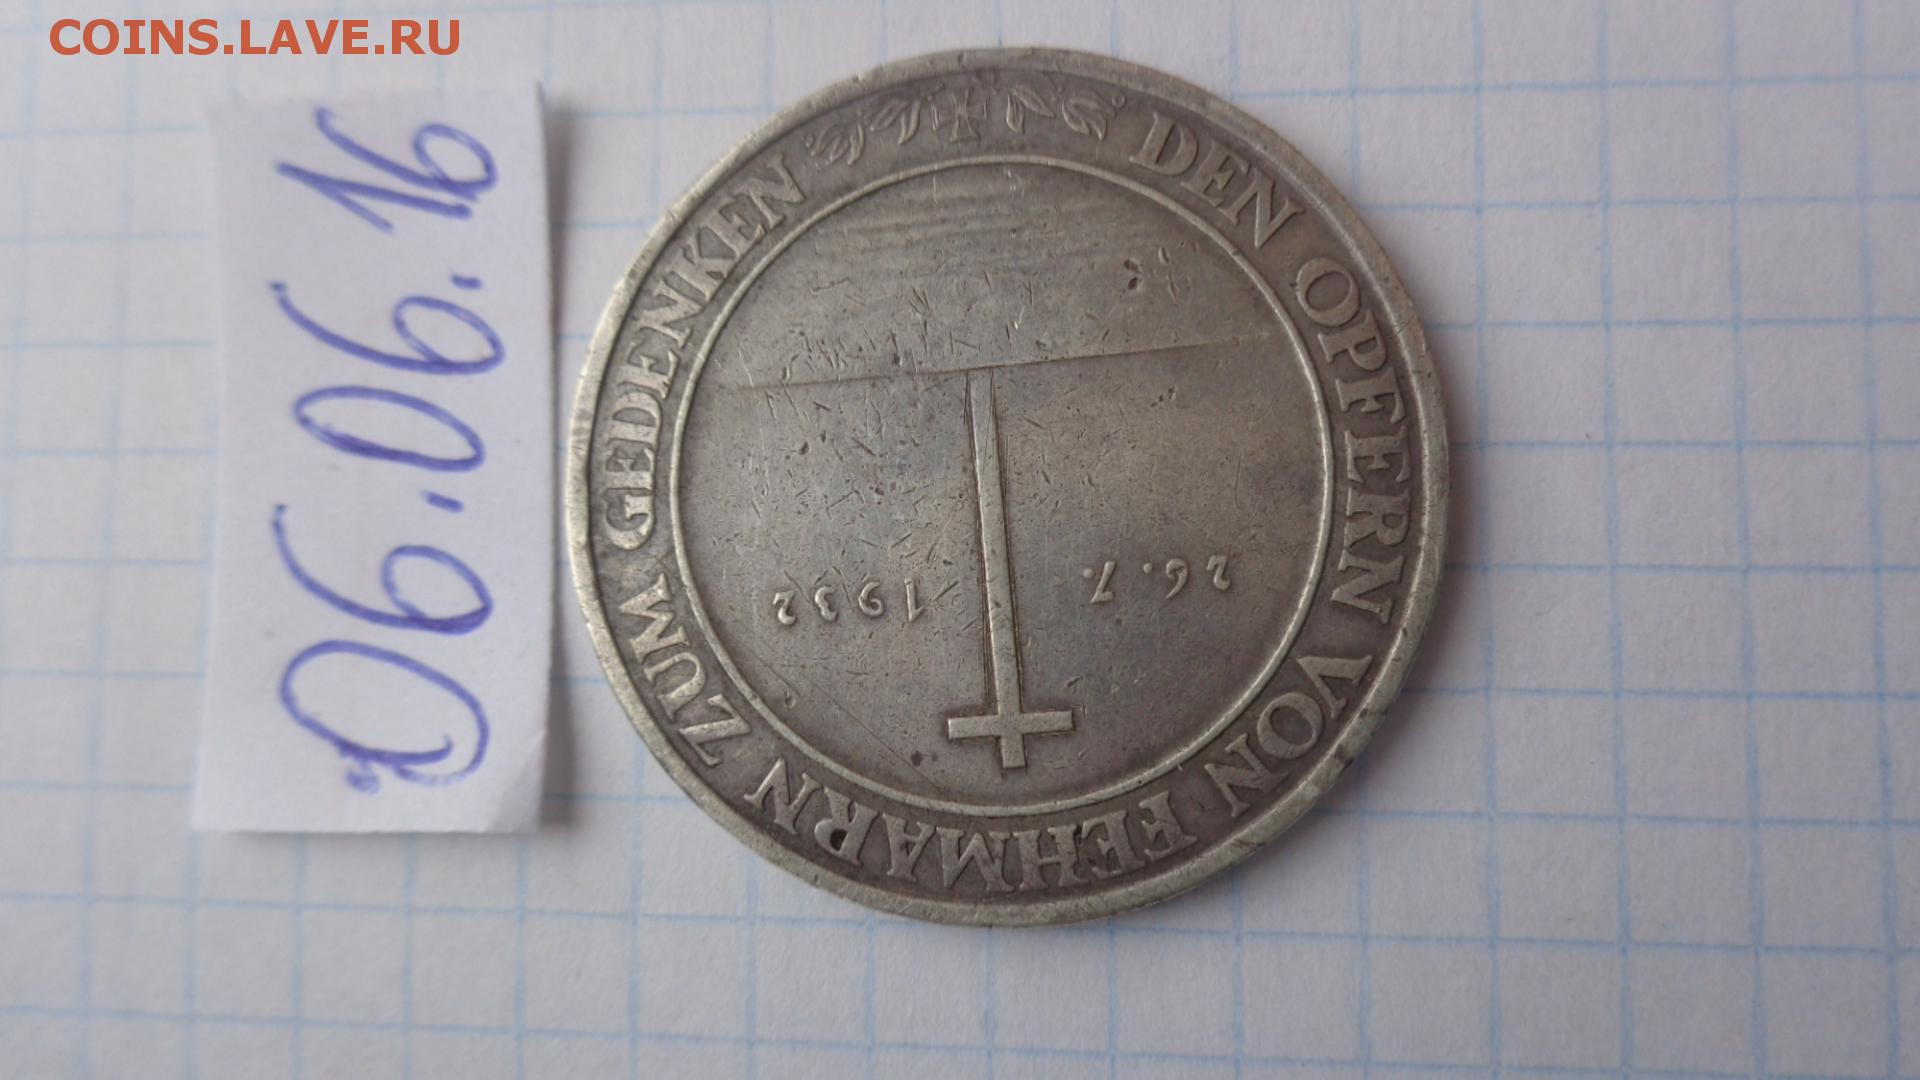 COINS.LAVE.RU
06.06.16
DEN OPFERN VON FEHMARN ZUM GEDENKEN
26.7. 1932